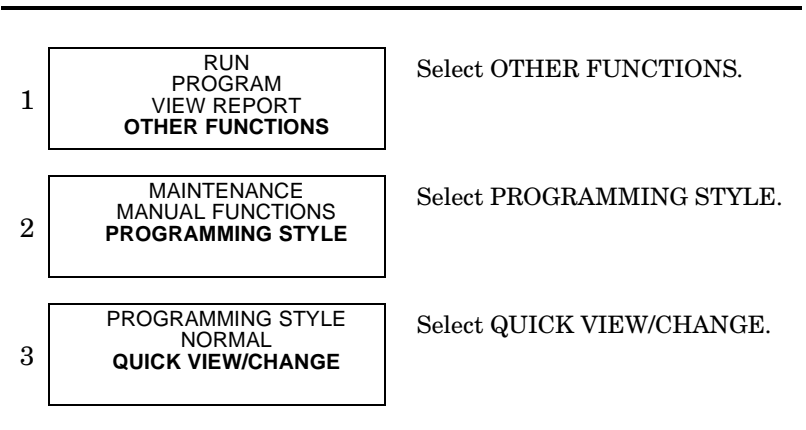 1
RUN
PROGRAM
VIEW REPORT
OTHER FUNCTIONS
Select OTHER FUNCTIONS.
2
MAINTENANCE
MANUAL FUNCTIONS
PROGRAMMING STYLE
Select PROGRAMMING STYLE.
3
PROGRAMMING STYLE
NORMAL
QUICK VIEW/CHANGE
Select QUICK VIEW/CHANGE.